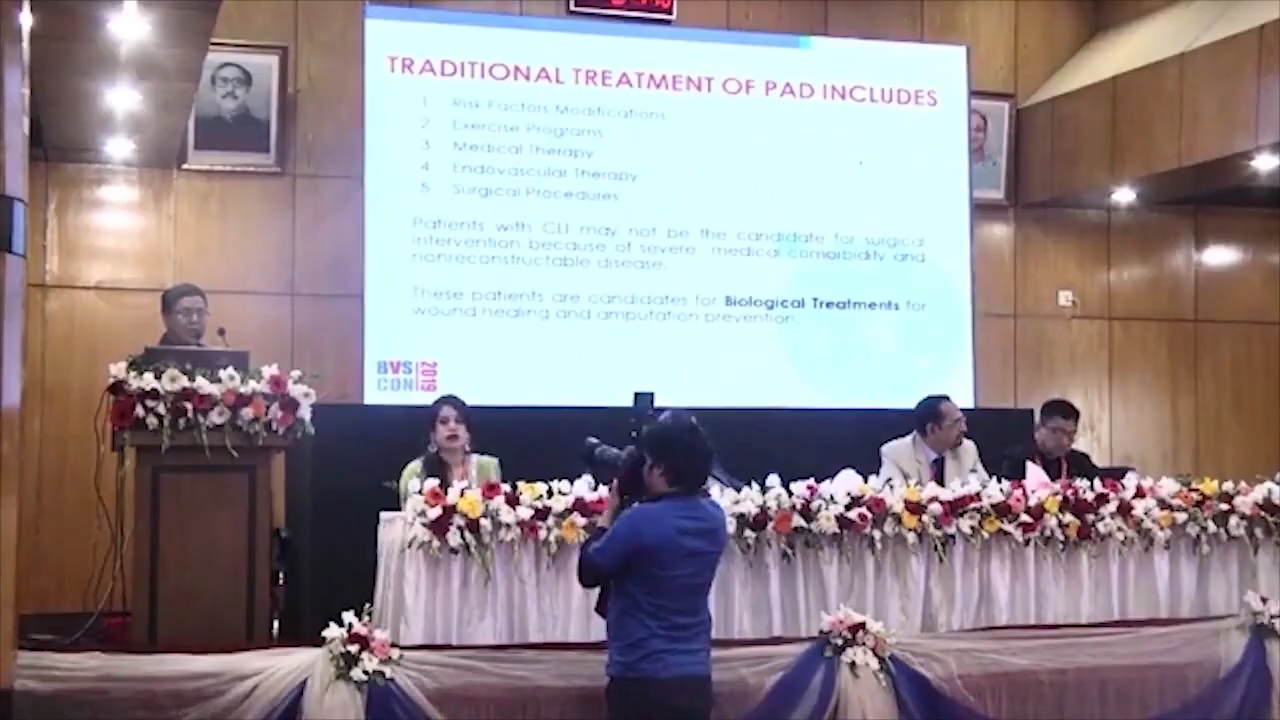 TRADITIONAL TREATMENT OF PAD INCLUDES
1 Risk Factors Modifications
2 Exercise Programs
3 Medical Therapy
4 Endovascular Therapy
5 Surgical Procedures
Patients with CLI may not be the candidate for surgical
intervention because of severe medical comorbidity and
nonreconstructable disease.
These patients are candidates for Biological Treatments for
wound healing and amputation prevention.
BVS
CON
2019